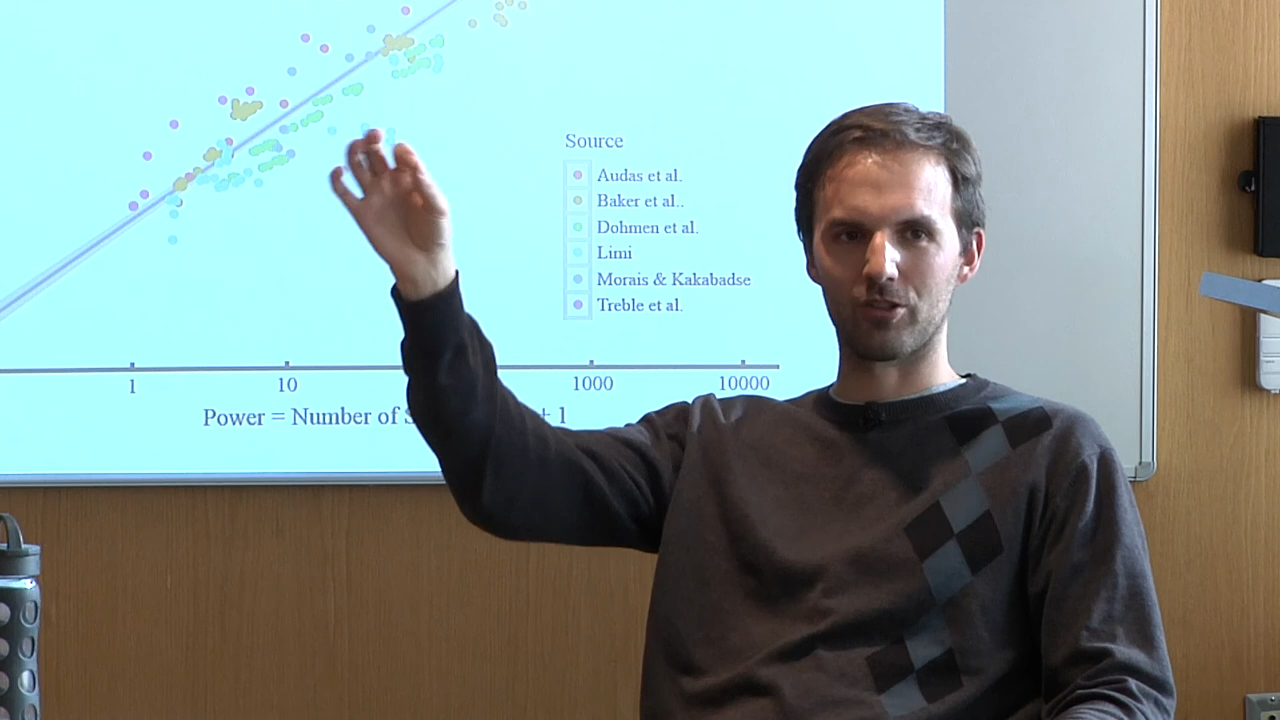 Source
Audas et al.
Baker et al..
Dohmen et al.
Limi
Morais & Kakabadse
Treble et al.
1 10 1000 10000
Power = Number of + 1